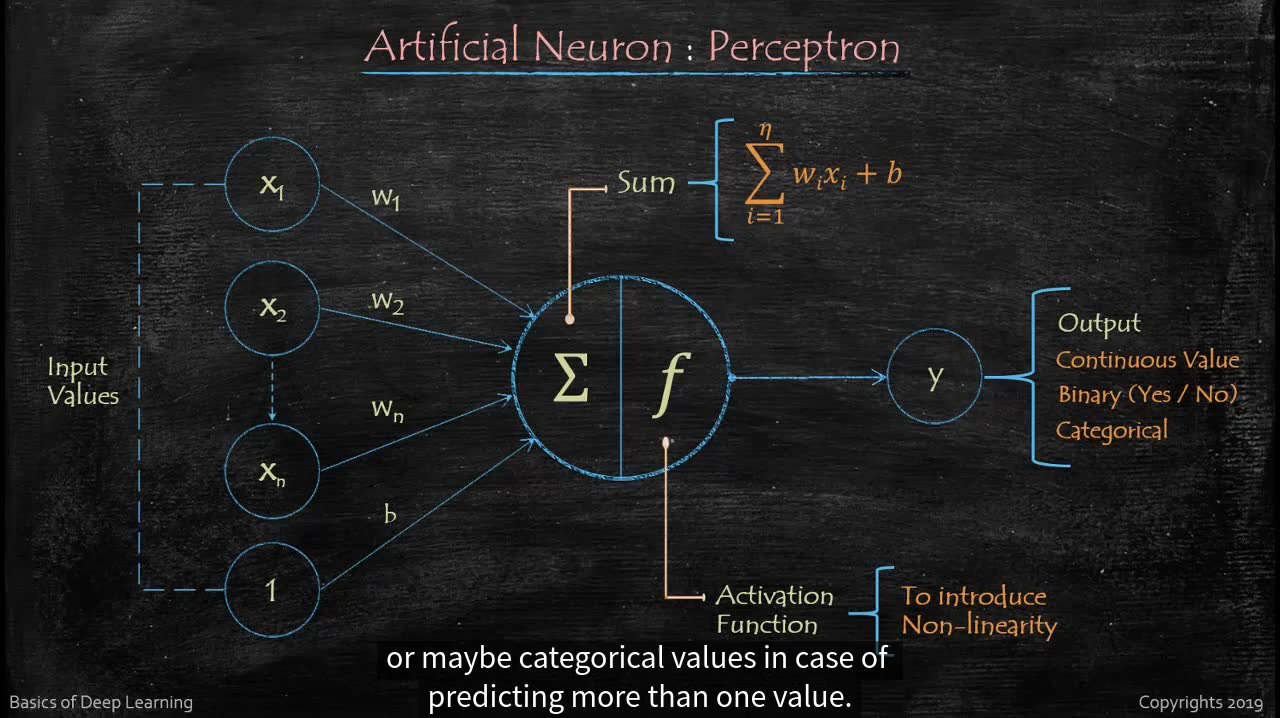 Artificial Neuron : Perceptron
x₁
w₁
Sum
η
∑ wᵢxᵢ + b
i=1
x₂
w₂
Input
Values
wₙ
xₙ
b
1
Σ
f
y
Output
Continuous Value
Binary (Yes / No)
Categorical
Activation
Function
To introduce
Non-linearity
or maybe categorical values in case of
predicting more than one value.
Basics of Deep Learning
Copyrights 2019